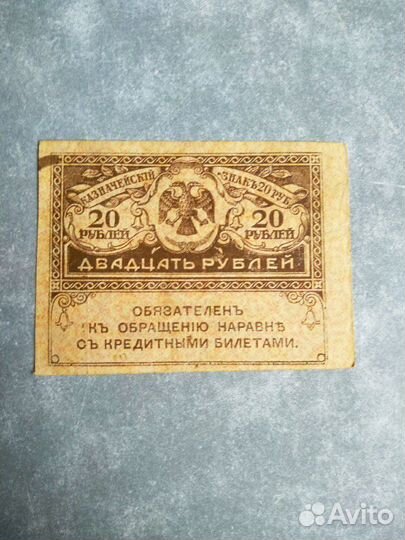 КАЗНАЧЕЙСКІЙ ЗНАКЪ 20 РУБ.
20 РУБЛЕЙ
20 РУБЛЕЙ
ДВАДЦАТЬ РУБЛЕЙ
ОБЯЗАТЕЛЕНЪ
КЪ ОБРАЩЕНІЮ НАРАВНѢ
СЪ КРЕДИТНЫМИ БИЛЕТАМИ.
Avito